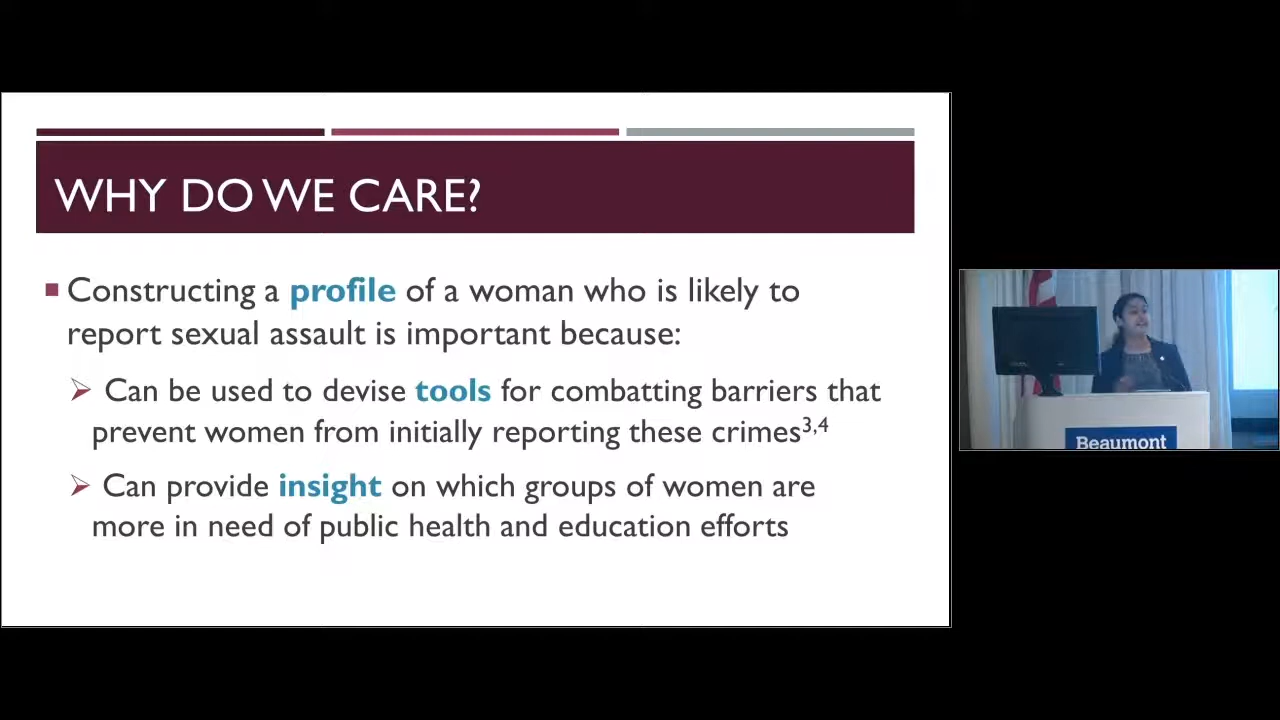 WHY DO WE CARE?
▪ Constructing a profile of a woman who is likely to
report sexual assault is important because:
➢ Can be used to devise tools for combatting barriers that
prevent women from initially reporting these crimes³,⁴
➢ Can provide insight on which groups of women are
more in need of public health and education efforts
Beaumont